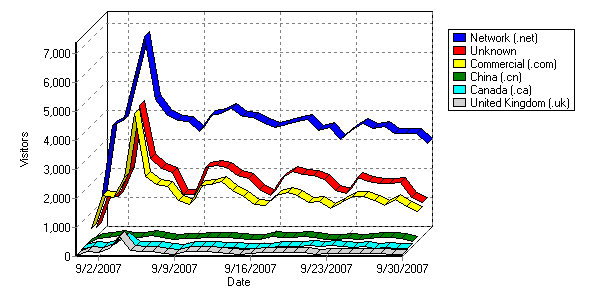 7,000
6,000
5,000
4,000
3,000
2,000
1,000
0
Visitors
9/2/2007 9/9/2007 9/16/2007 9/23/2007 9/30/2007
Date
Network (.net)
Unknown
Commercial (.com)
China (.cn)
Canada (.ca)
United Kingdom (.uk)